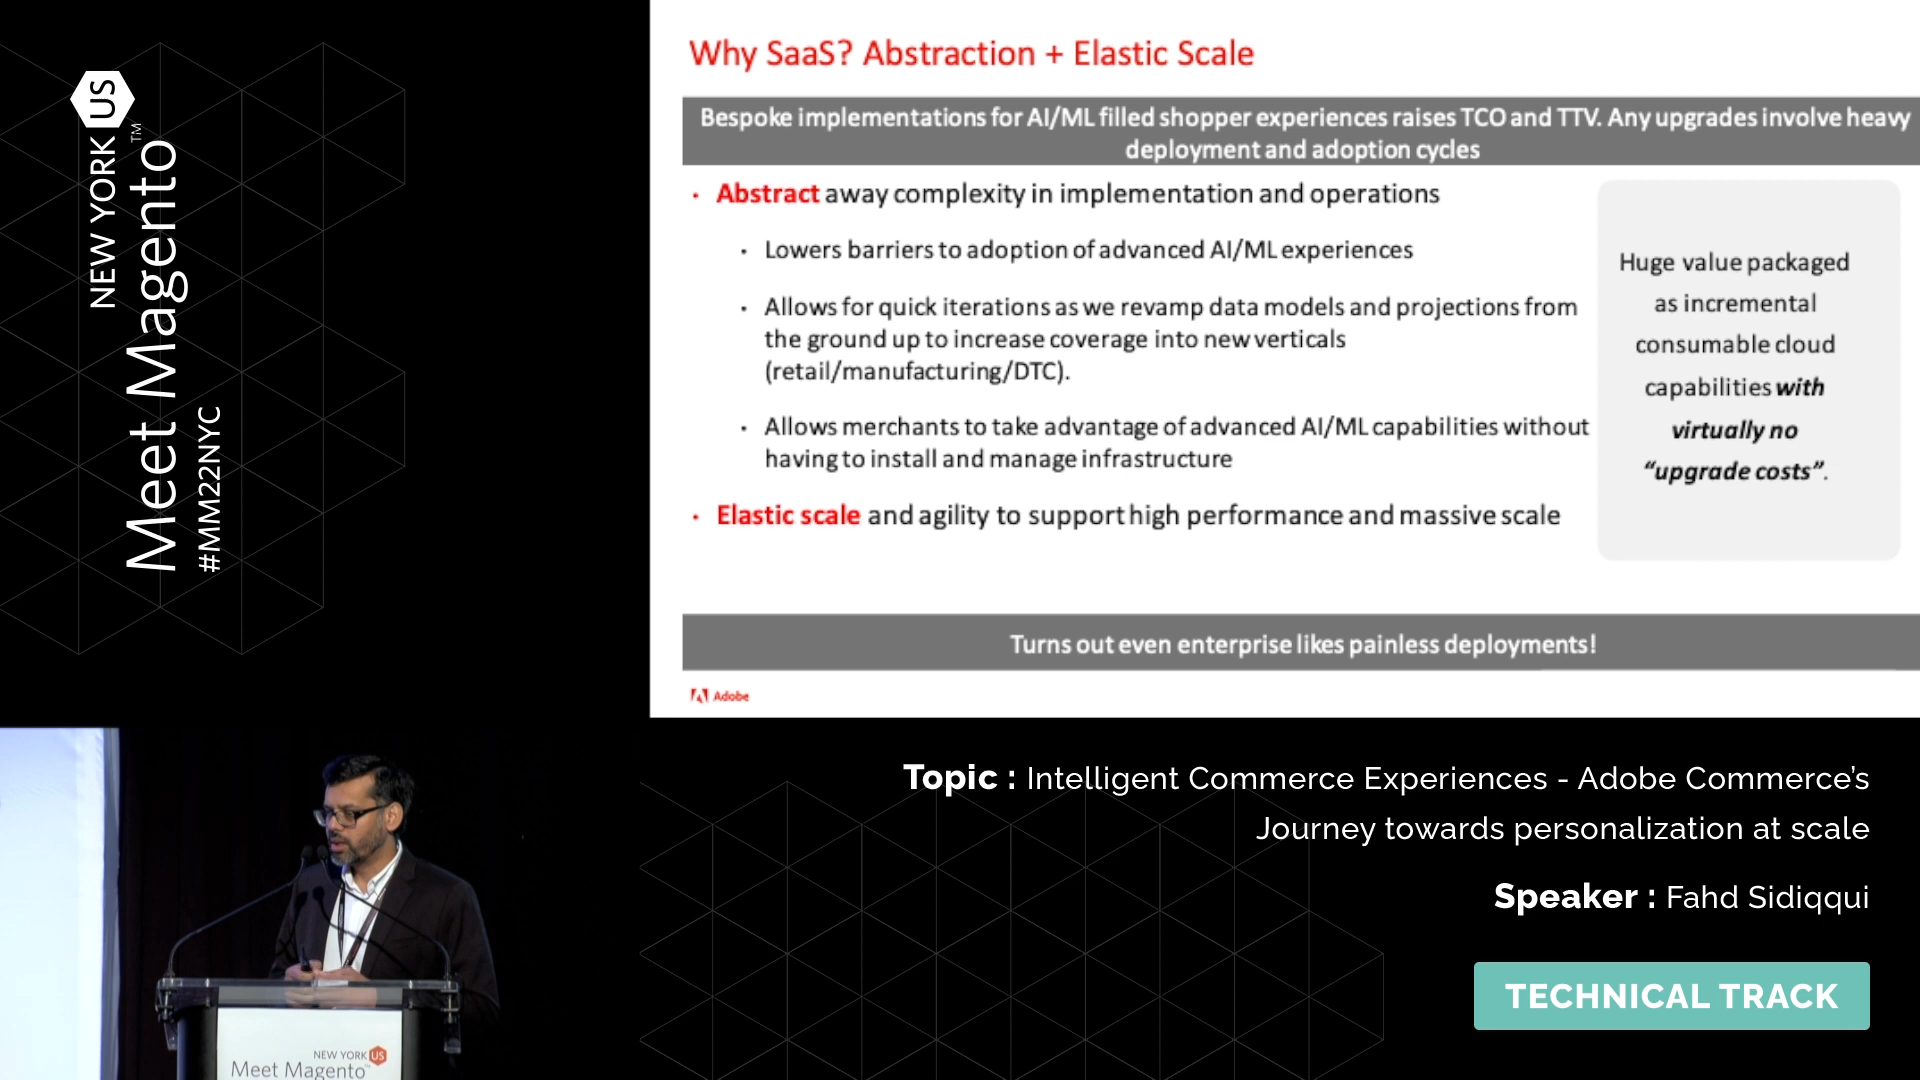 NEW YORK US
Meet Magento™
#MM22NYC
Why SaaS? Abstraction + Elastic Scale
Bespoke implementations for AI/ML filled shopper experiences raises TCO and TTV. Any upgrades involve heavy
deployment and adoption cycles
• Abstract away complexity in implementation and operations
• Lowers barriers to adoption of advanced AI/ML experiences
• Allows for quick iterations as we revamp data models and projections from
the ground up to increase coverage into new verticals
(retail/manufacturing/DTC).
• Allows merchants to take advantage of advanced AI/ML capabilities without
having to install and manage infrastructure
• Elastic scale and agility to support high performance and massive scale
Huge value packaged
as incremental
consumable cloud
capabilities with
virtually no
“upgrade costs”.
Turns out even enterprise likes painless deployments!
Adobe
Topic : Intelligent Commerce Experiences - Adobe Commerce’s
Journey towards personalization at scale
Speaker : Fahd Sidiqqui
TECHNICAL TRACK
NEW YORK US
Meet Magento™